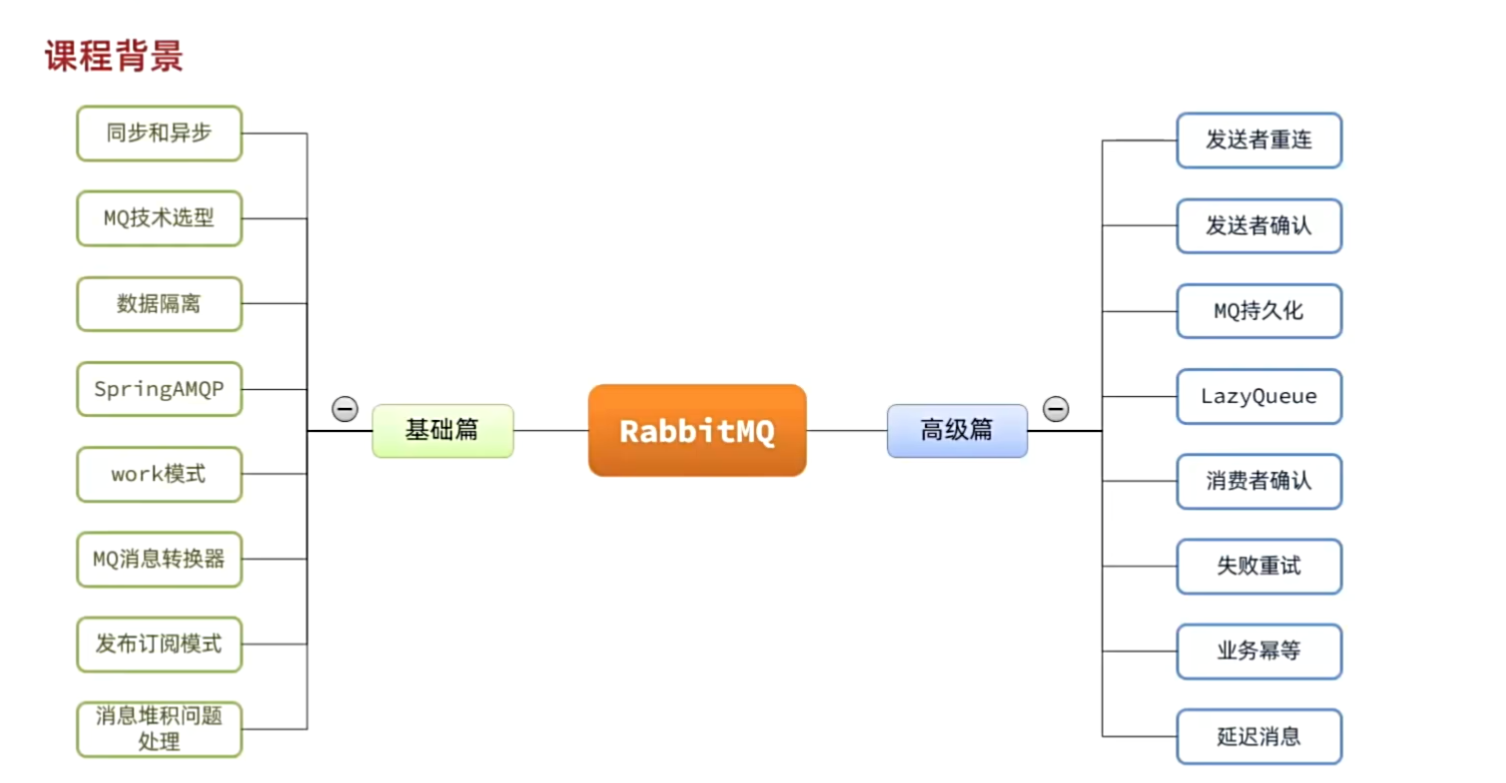 课程背景
同步和异步
MQ技术选型
数据隔离
SpringAMQP
work模式
MQ消息转换器
发布订阅模式
消息堆积问题
处理
基础篇
RabbitMQ
高级篇
发送者重连
发送者确认
MQ持久化
LazyQueue
消费者确认
失败重试
业务幂等
延迟消息